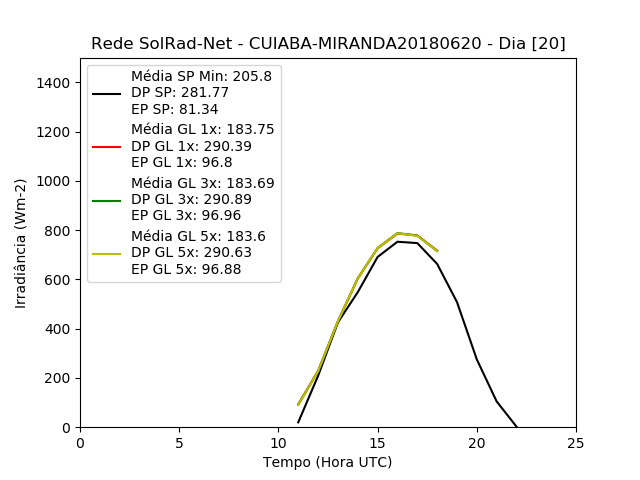 Rede SolRad-Net - CUIABA-MIRANDA20180620 - Dia [20]
Média SP Min: 205.8
DP SP: 281.77
EP SP: 81.34
Média GL 1x: 183.75
DP GL 1x: 290.39
EP GL 1x: 96.8
Média GL 3x: 183.69
DP GL 3x: 290.89
EP GL 3x: 96.96
Média GL 5x: 183.6
DP GL 5x: 290.63
EP GL 5x: 96.88
Irradiância (Wm-2)
1400
1200
1000
800
600
400
200
0
0 5 10 15 20 25
Tempo (Hora UTC)